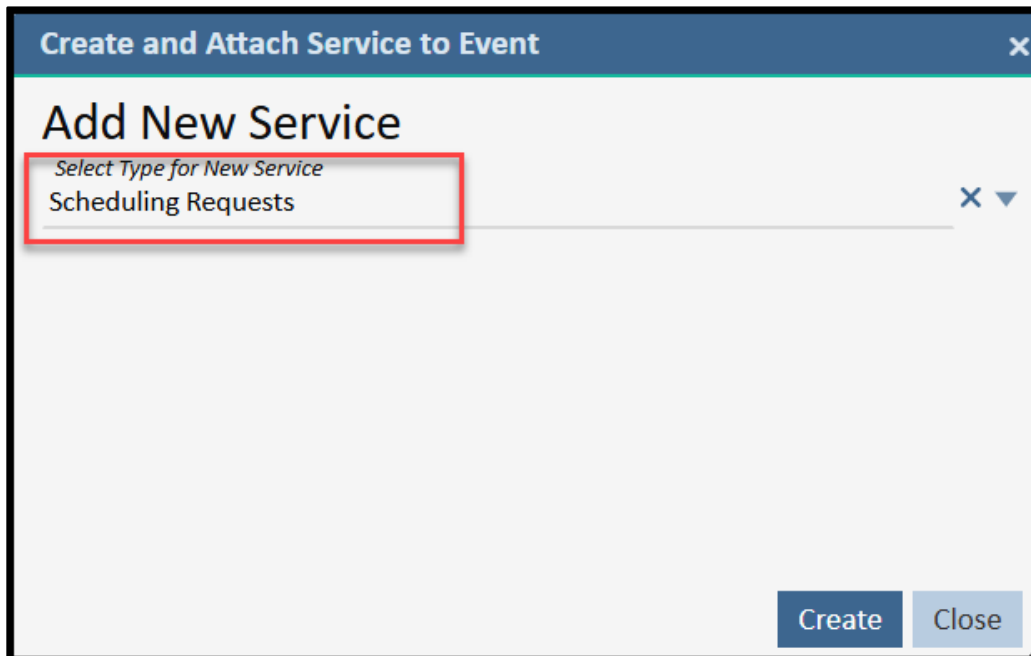 Create and Attach Service to Event
Add New Service
Select Type for New Service
Scheduling Requests
Create Close